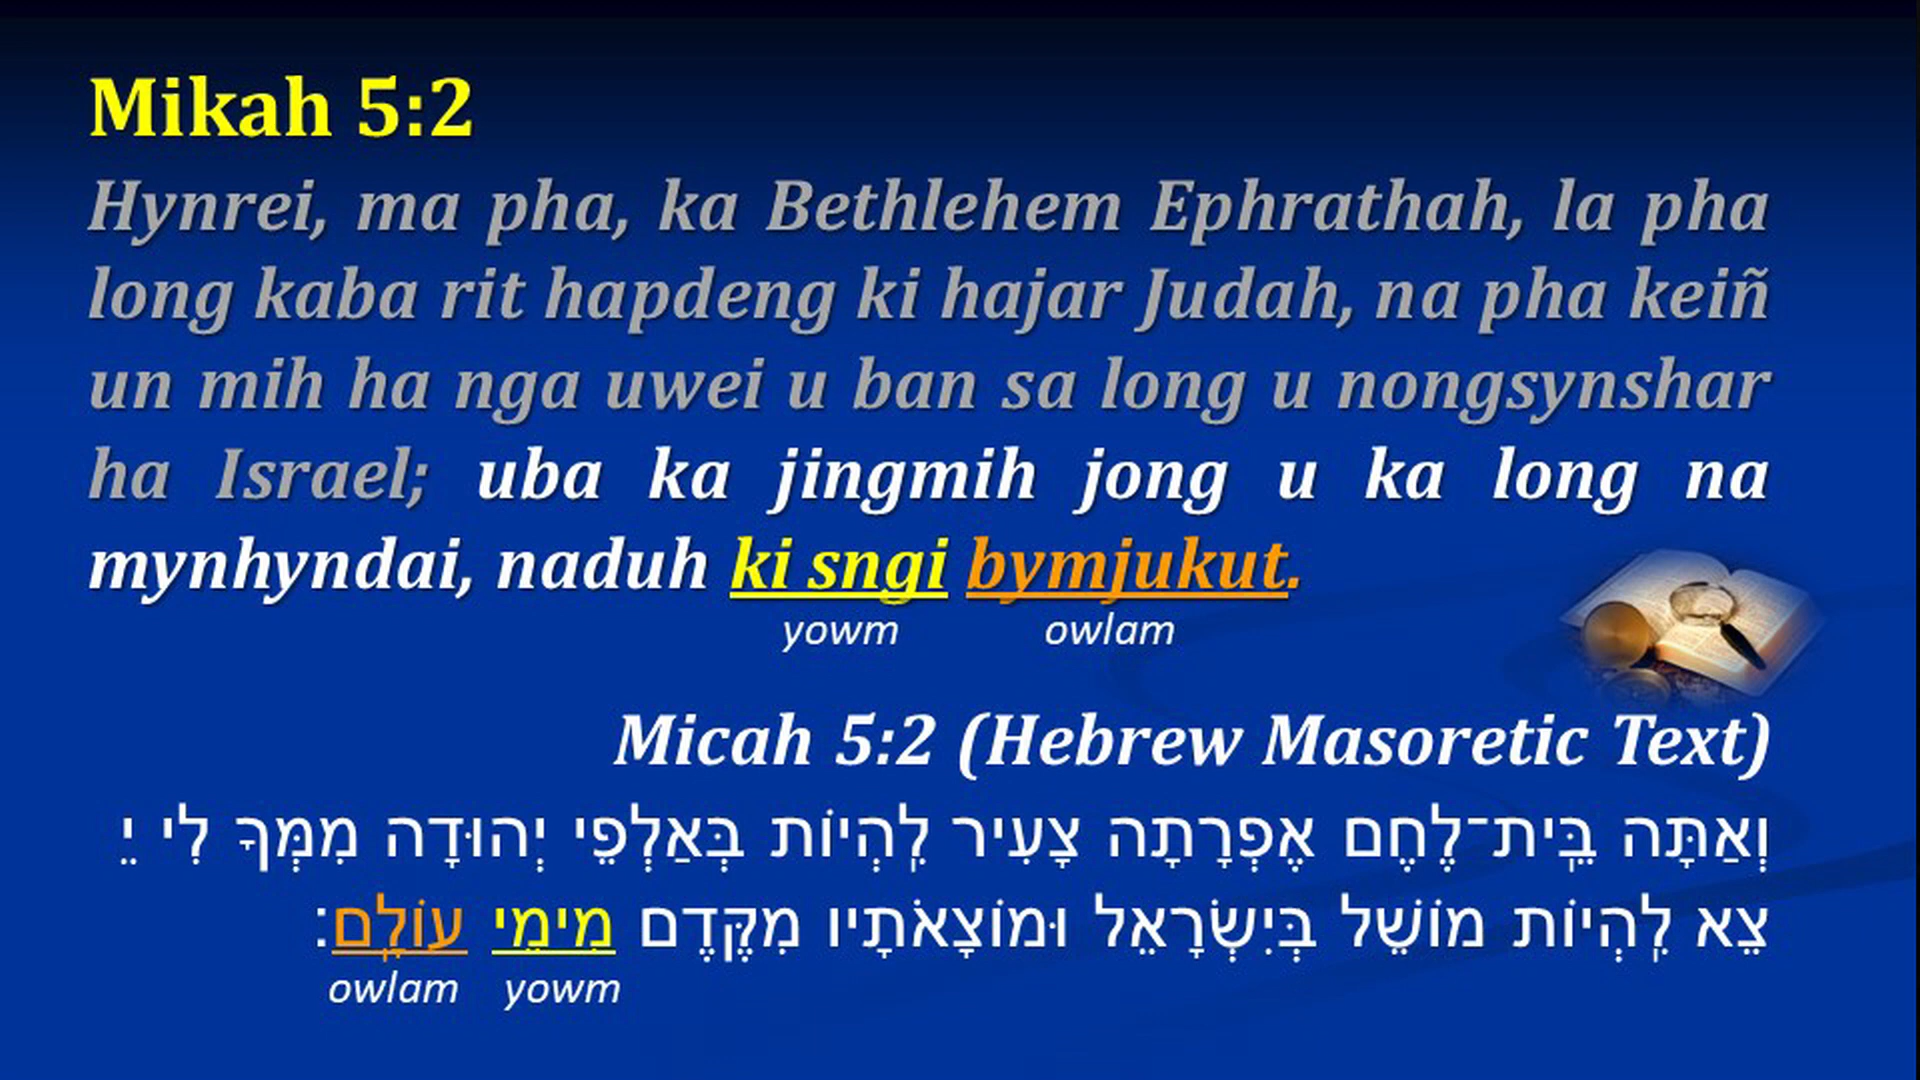 Mikah 5:2
Hynrei, ma pha, ka Bethlehem Ephrathah, la pha
long kaba rit hapdeng ki hajar Judah, na pha keiñ
un mih ha nga uwei u ban sa long u nongsynshar
ha Israel; uba ka jingmih jong u ka long na
mynhyndai, naduh ki sngi bymjukut.
yowm owlam
Micah 5:2 (Hebrew Masoretic Text)
וְאַתָּה בֵּֽית־לֶחֶם אֶפְרָתָה צָעִיר לִֽהְיוֹת בְּאַלְפֵי יְהוּדָה מִמְּךָ לִי יֵ
צֵא לִֽהְיוֹת מוֹשֵׁל בְּיִשְׂרָאֵל וּמוֹצָאֹתָיו מִקֶּדֶם מִימֵי עוֹלָֽם׃
owlam yowm